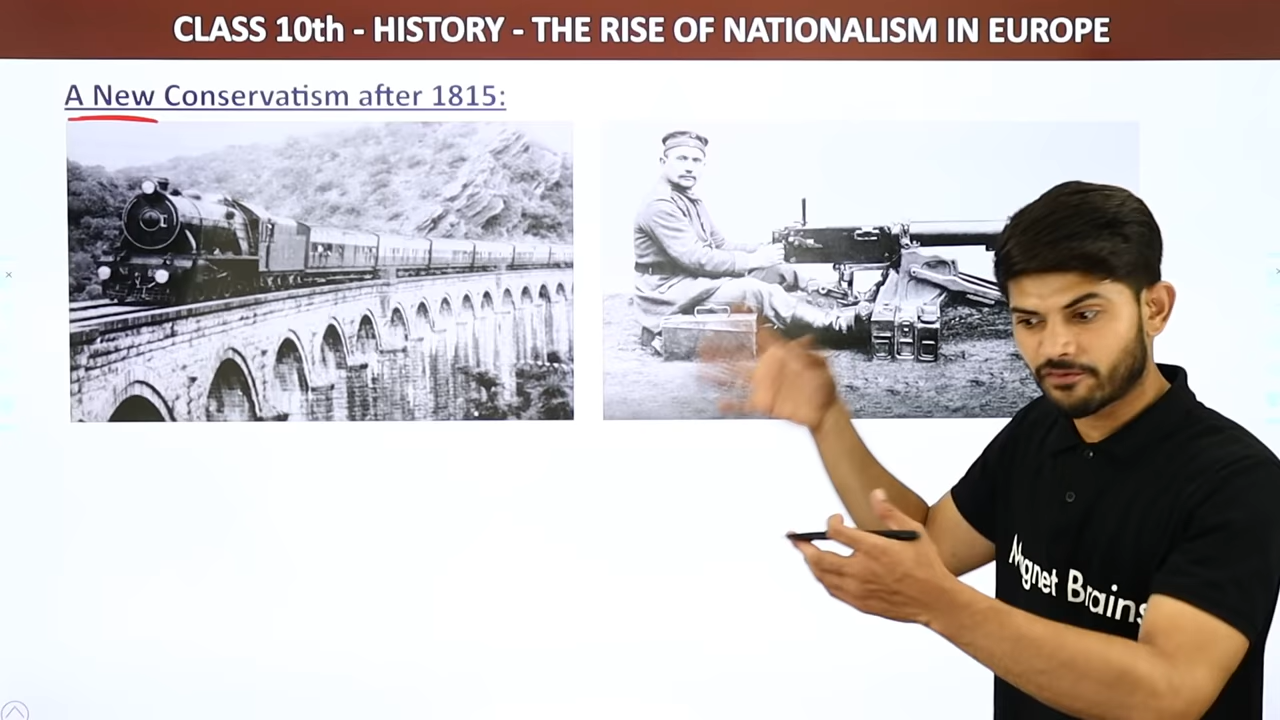 CLASS 10th - HISTORY - THE RISE OF NATIONALISM IN EUROPE
A New Conservatism after 1815:
Magnet Brains